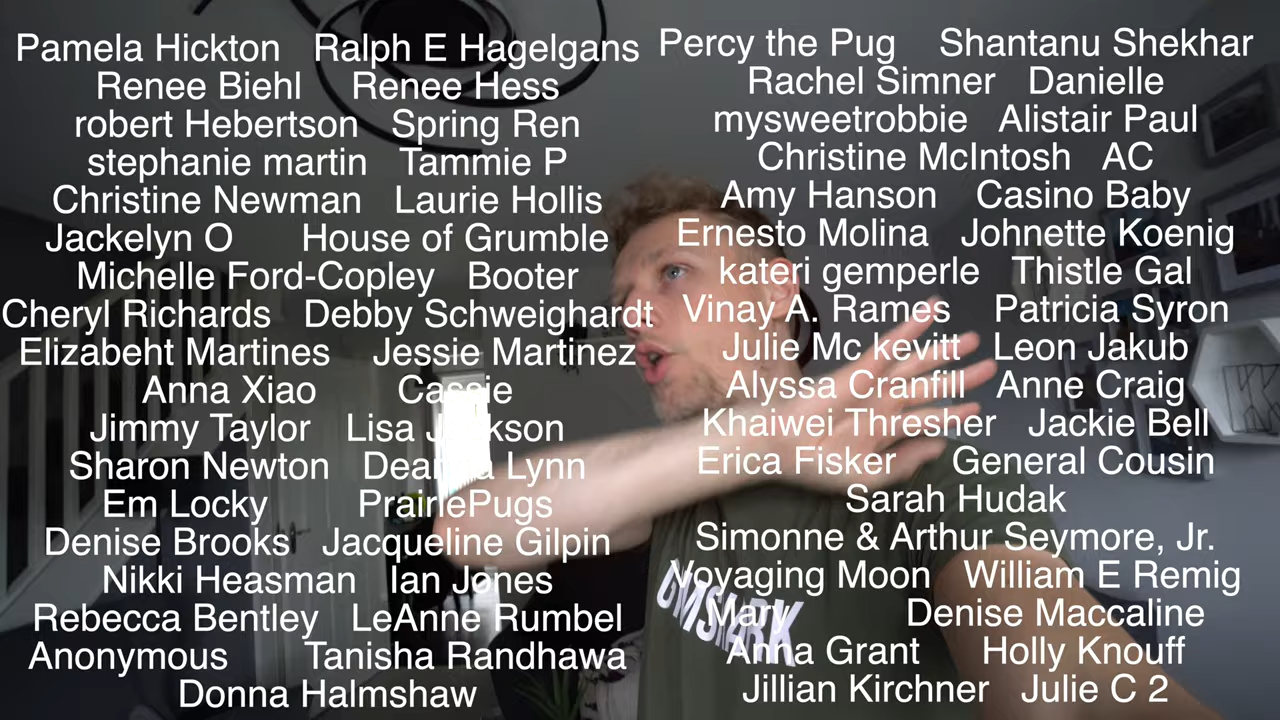 Pamela Hickton Ralph E Hagelgans
Renee Biehl Renee Hess
robert Hebertson Spring Ren
stephanie martin Tammie P
Christine Newman Laurie Hollis
Jackelyn O House of Grumble
Michelle Ford-Copley Booter
Cheryl Richards Debby Schweighardt
Elizabeht Martines Jessie Martinez
Anna Xiao Cassie
Jimmy Taylor Lisa Jackson
Sharon Newton Deanna Lynn
Em Locky PrairiePugs
Denise Brooks Jacqueline Gilpin
Nikki Heasman Ian Jones
Rebecca Bentley LeAnne Rumbel
Anonymous Tanisha Randhawa
Donna Halmshaw
Percy the Pug Shantanu Shekhar
Rachel Simner Danielle
mysweetrobbie Alistair Paul
Christine McIntosh AC
Amy Hanson Casino Baby
Ernesto Molina Johnette Koenig
kateri gemperle Thistle Gal
Vinay A. Rames Patricia Syron
Julie Mc kevitt Leon Jakub
Alyssa Cranfill Anne Craig
Khaiwei Thresher Jackie Bell
Erica Fisker General Cousin
Sarah Hudak
Simonne & Arthur Seymore, Jr.
Voyaging Moon William E Remig
Mary Denise Maccaline
Anna Grant Holly Knouff
Jillian Kirchner Julie C 2